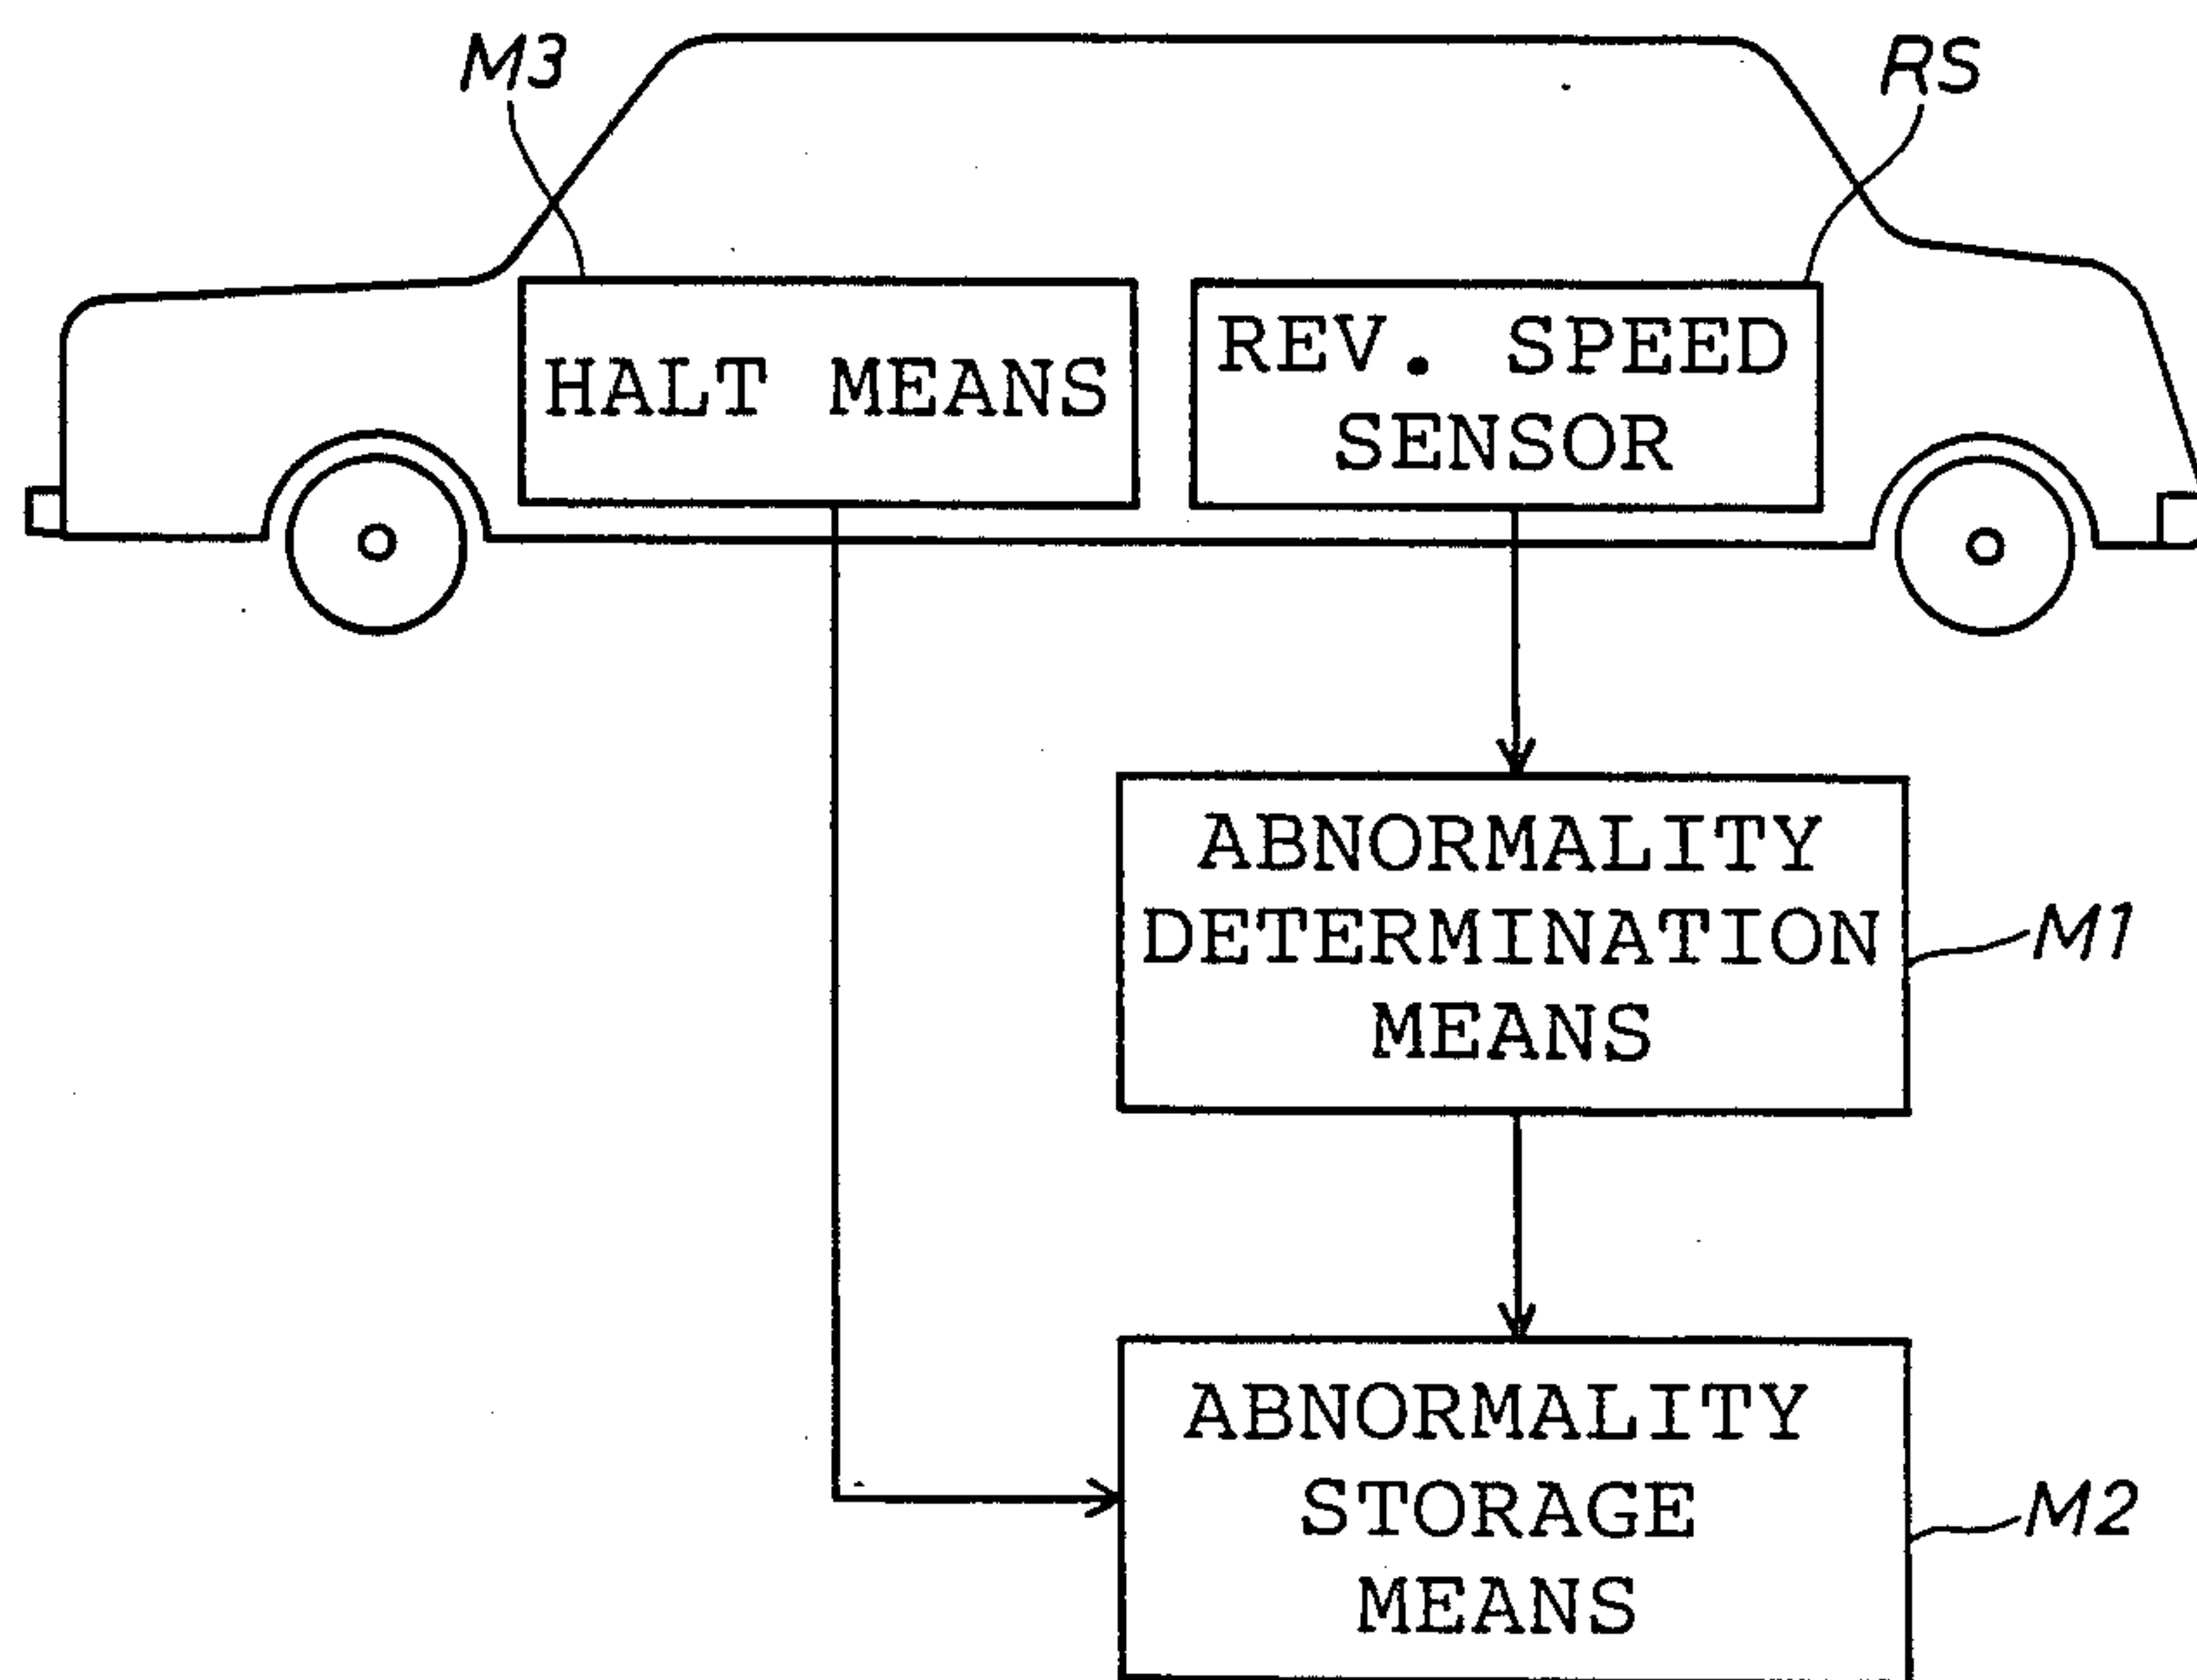 M3
RS
HALT MEANS
REV. SPEED
SENSOR
ABNORMALITY
DETERMINATION
MEANS
M1
ABNORMALITY
STORAGE
MEANS
M2